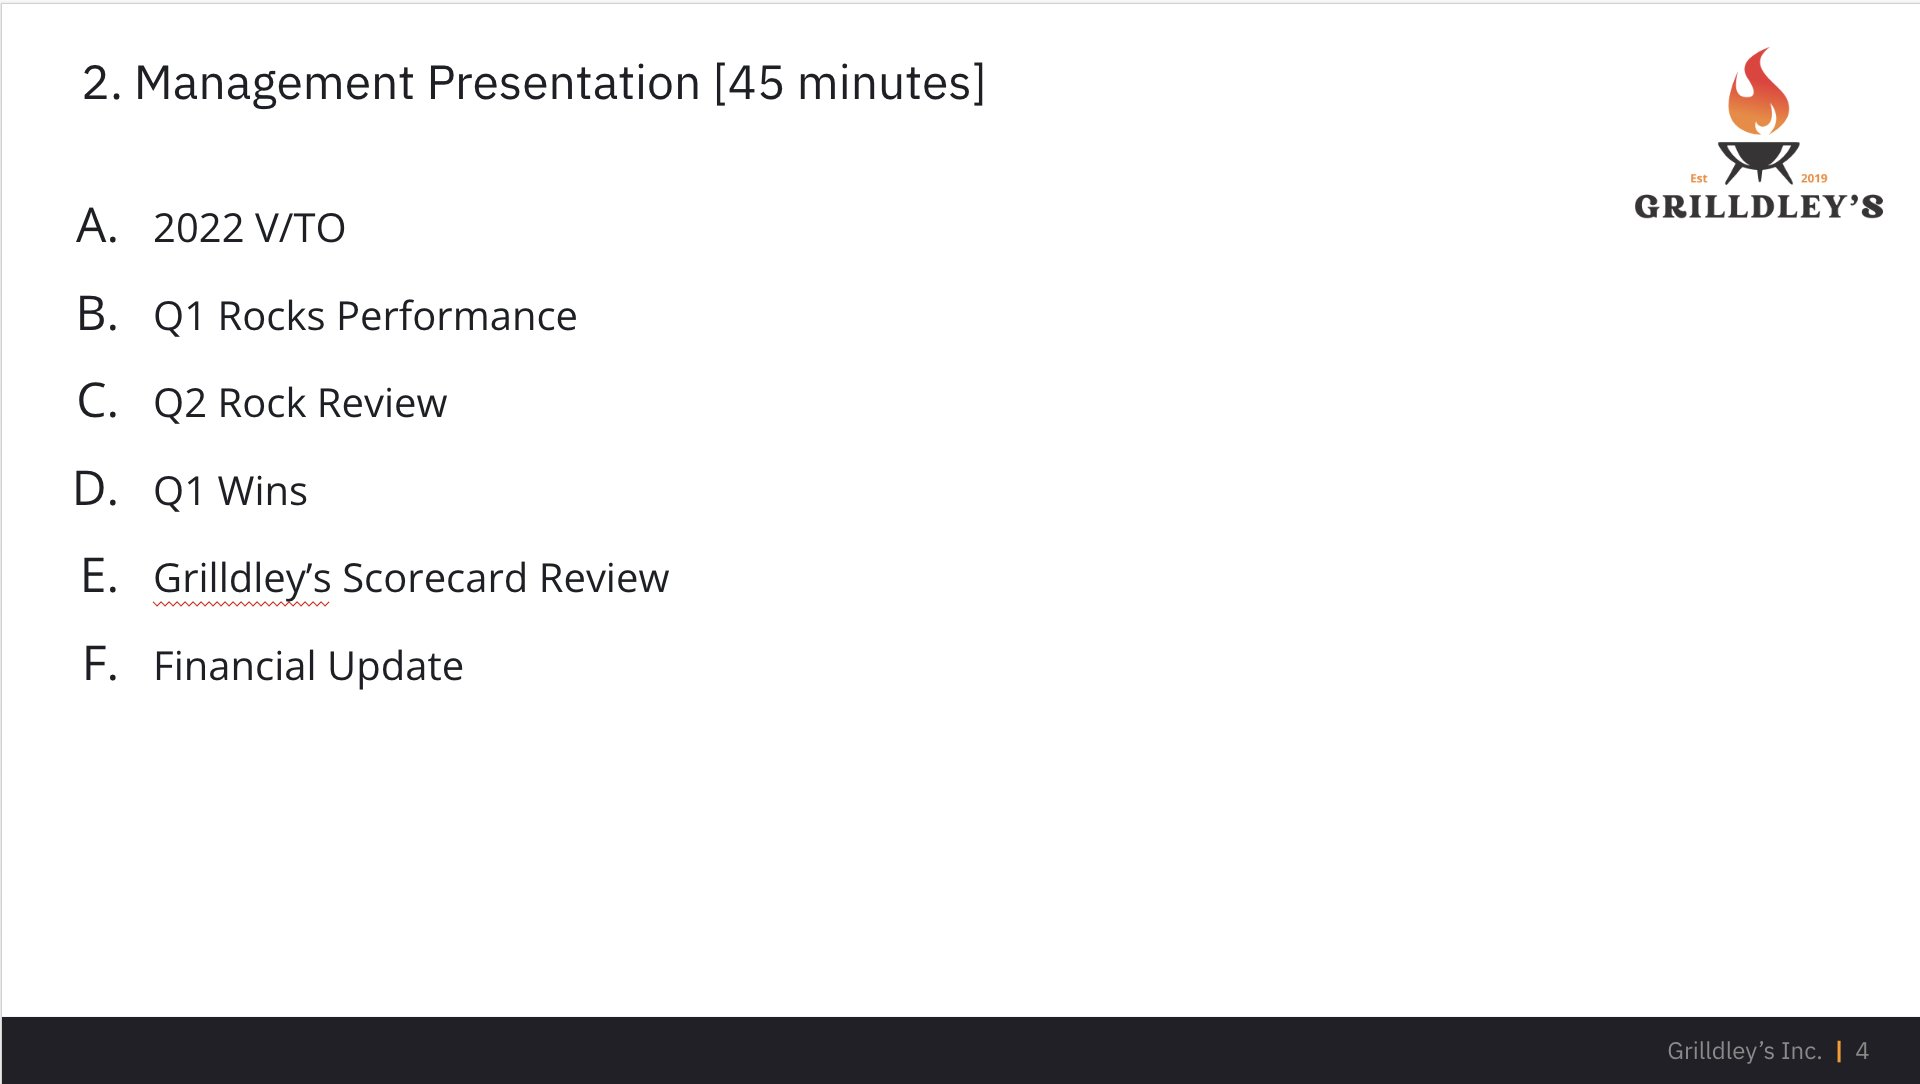 2. Management Presentation [45 minutes]
Est 2019
GRILLDLEY’S
A. 2022 V/TO
B. Q1 Rocks Performance
C. Q2 Rock Review
D. Q1 Wins
E. Grilldley’s Scorecard Review
F. Financial Update
Grilldley’s Inc. | 4